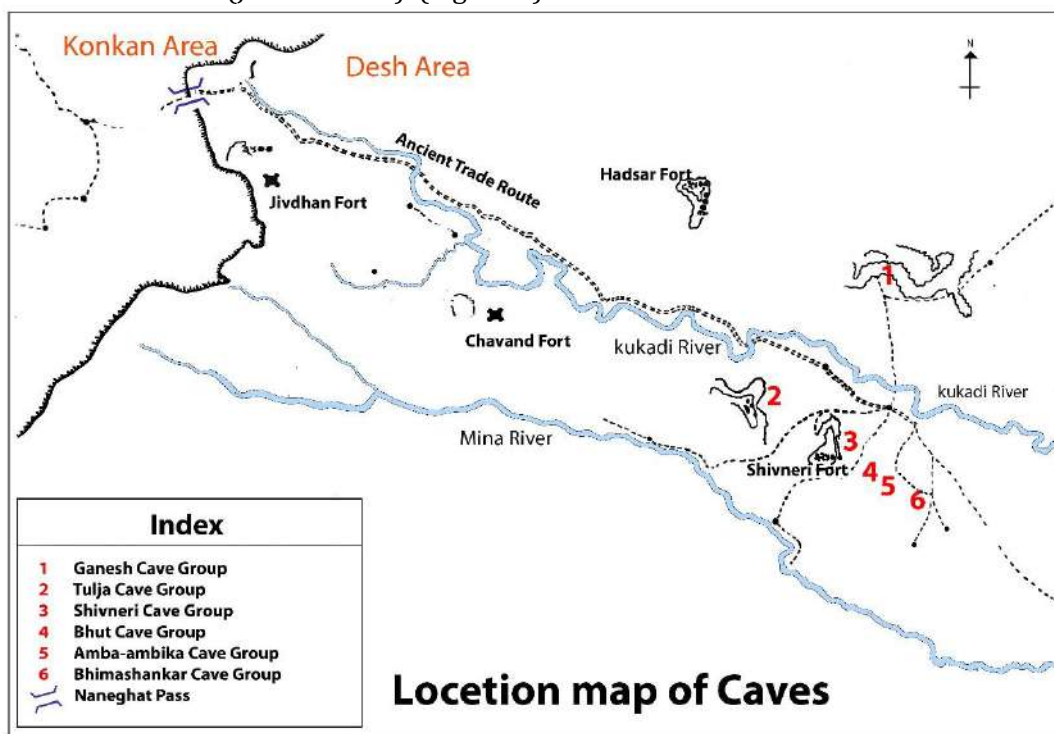 Konkan Area
Desh Area
N
Ancient Trade Route
Hadsar Fort
Jivdhan Fort
1
Chavand Fort
kukadi River
kukadi River
2
Mina River
3
Shivneri Fort
4
5
6
Index
1 Ganesh Cave Group
2 Tulja Cave Group
3 Shivneri Cave Group
4 Bhut Cave Group
5 Amba-ambika Cave Group
6 Bhimashankar Cave Group
Naneghat Pass
Locetion map of Caves